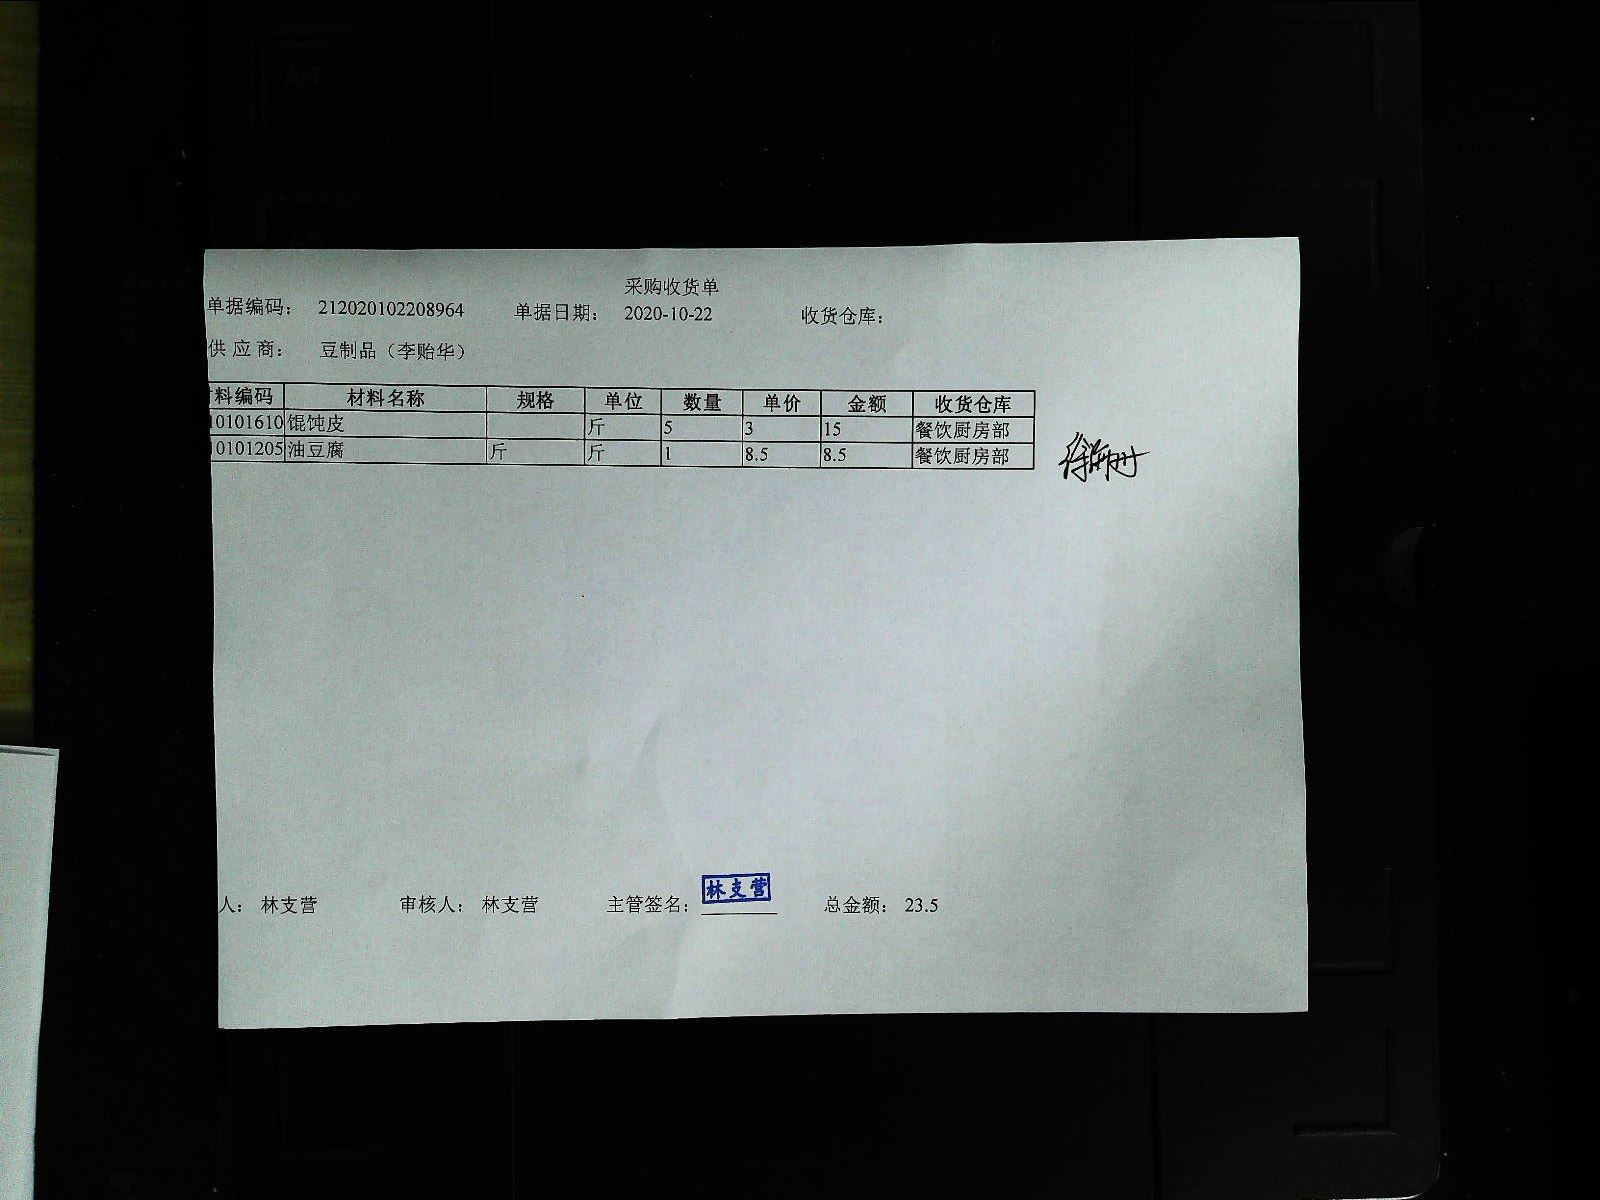 采购收货单
单据编码： 212020102208964 单据日期： 2020-10-22 收货仓库：
供 应 商： 豆制品（李贻华）
料编码 材料名称 规格 单位 数量 单价 金额 收货仓库
0101610 馄饨皮 斤 5 3 15 餐饮厨房部
0101205 油豆腐 斤 斤 1 8.5 8.5 餐饮厨房部
人： 林支营 审核人： 林支营 主管签名： 林支营 总金额： 23.5
A4